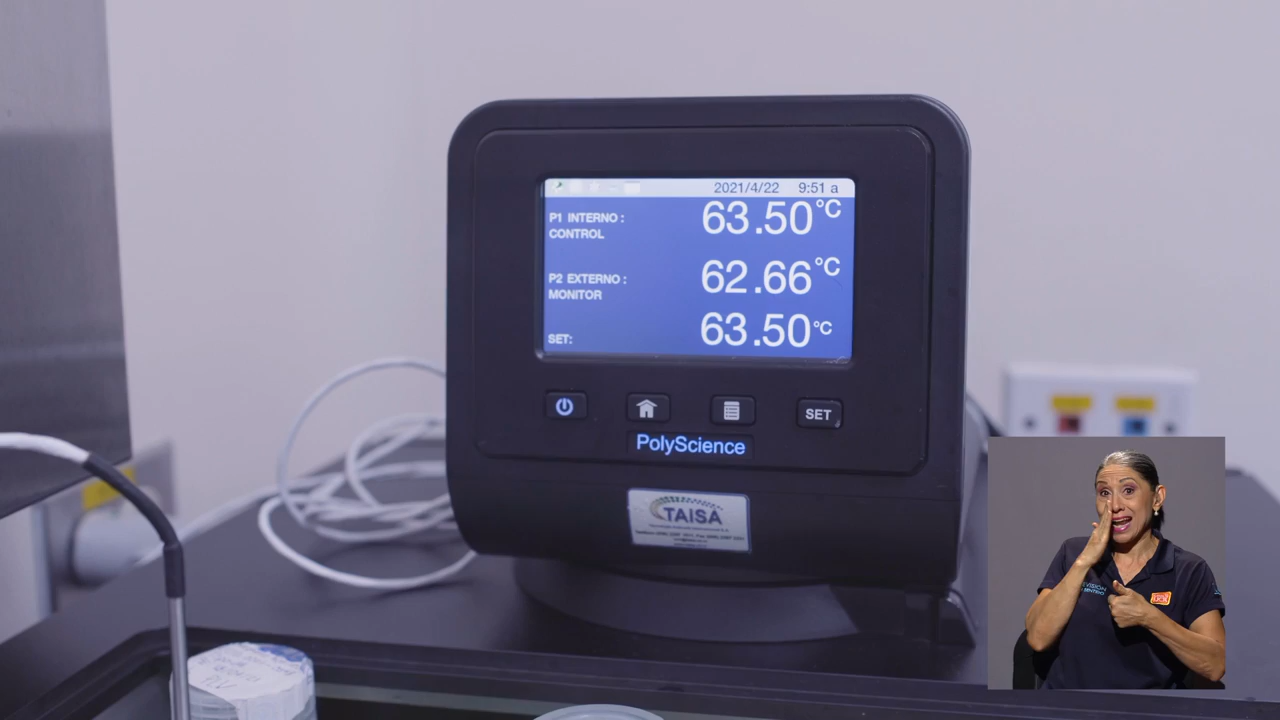 2021/4/22 9:51 a
P1 INTERNO : 63.50°C
CONTROL
P2 EXTERNO : 62.66°C
MONITOR
SET: 63.50°C
SET
PolyScience
TAISA